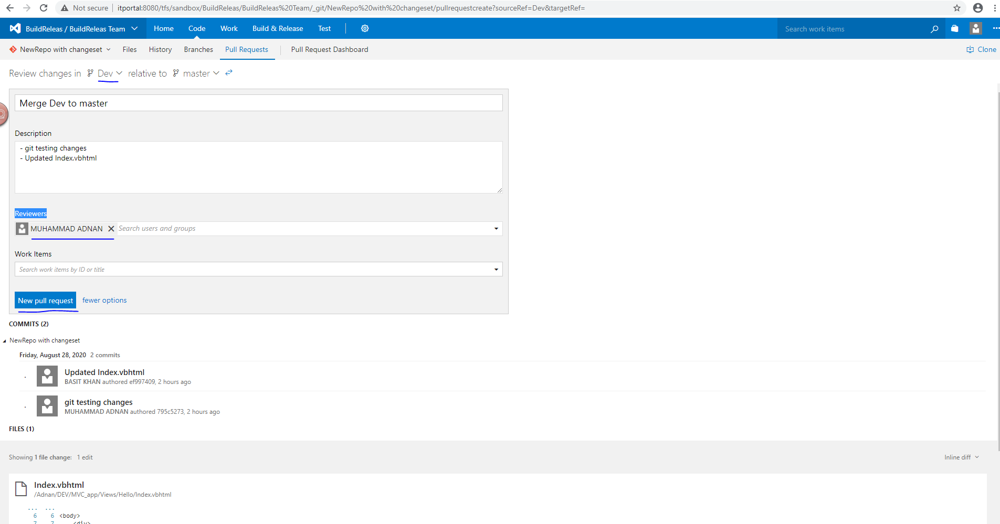 Not secure itportal:8080/tfs/sandbox/BuildReleas/BuildReleas%20Team/_git/NewRepo%20with%20changeset/pullrequestcreate?sourceRef=Dev&targetRef=
BuildReleas / BuildReleas Team Home Code Work Build & Release Test Search work items
NewRepo with changeset Files History Branches Pull Requests Pull Request Dashboard Clone
Review changes in Dev relative to master
Merge Dev to master
Description
- git testing changes
- Updated Index.vbhtml
Reviewers
MUHAMMAD ADNAN Search users and groups
Work Items
Search work items by ID or title
New pull request fewer options
COMMITS (2)
NewRepo with changeset
Friday, August 28, 2020 2 commits
Updated Index.vbhtml
BASIT KHAN authored ef997409, 2 hours ago
git testing changes
MUHAMMAD ADNAN authored 795c5273, 2 hours ago
FILES (1)
Showing 1 file change: 1 edit Inline diff
Index.vbhtml
/Adnan/DEV/MVC_app/Views/Hello/Index.vbhtml
... ...
6 6 <body>
7 7 <div>